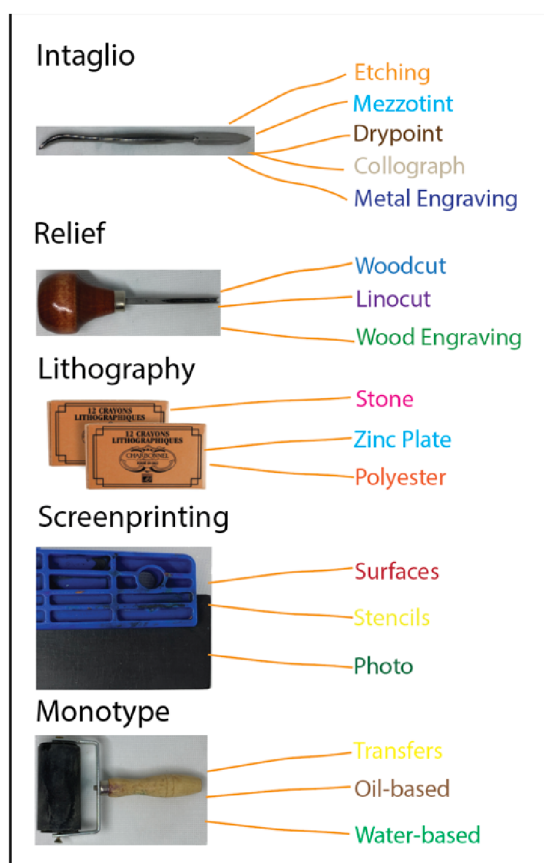 Intaglio
Etching
Mezzotint
Drypoint
Collograph
Metal Engraving
Relief
Woodcut
Linocut
Wood Engraving
Lithography
12 CRAYONS
LITHOGRAPHIQUES
12 CRAYONS
LITHOGRAPHIQUES
CHARBONNEL
Stone
Zinc Plate
Polyester
Screenprinting
Surfaces
Stencils
Photo
Monotype
Transfers
Oil-based
Water-based